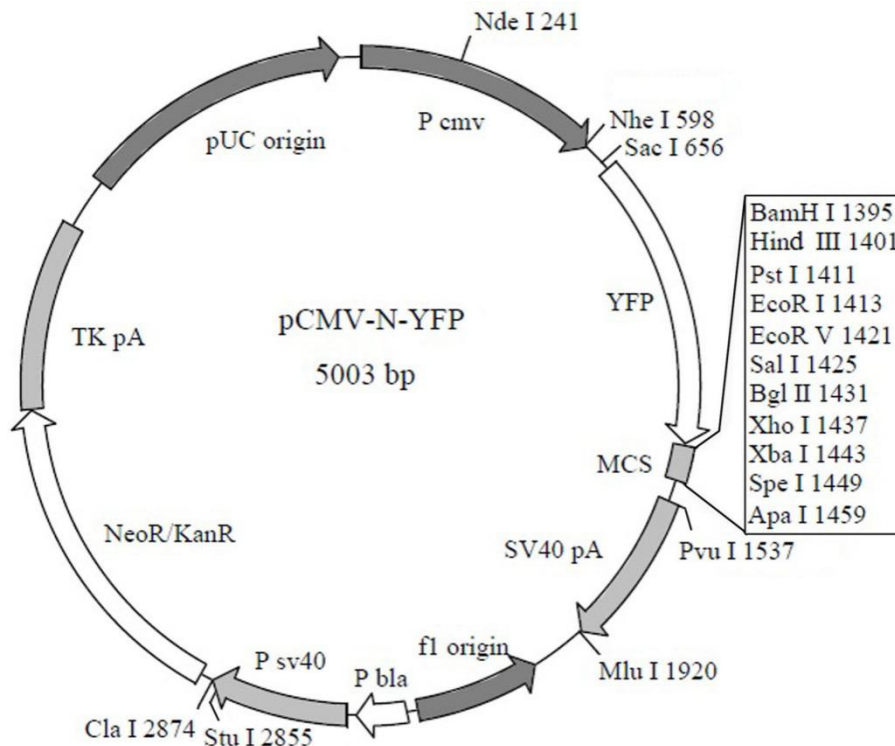 Nde I 241
P cmv
Nhe I 598
Sac I 656
pUC origin
BamH I 1395
Hind III 1401
Pst I 1411
EcoR I 1413
EcoR V 1421
Sal I 1425
Bgl II 1431
Xho I 1437
Xba I 1443
Spe I 1449
Apa I 1459
YFP
TK pA
pCMV-N-YFP
5003 bp
MCS
NeoR/KanR
SV40 pA
Pvu I 1537
P sv40
P bla
f1 origin
Mlu I 1920
Cla I 2874
Stu I 2855